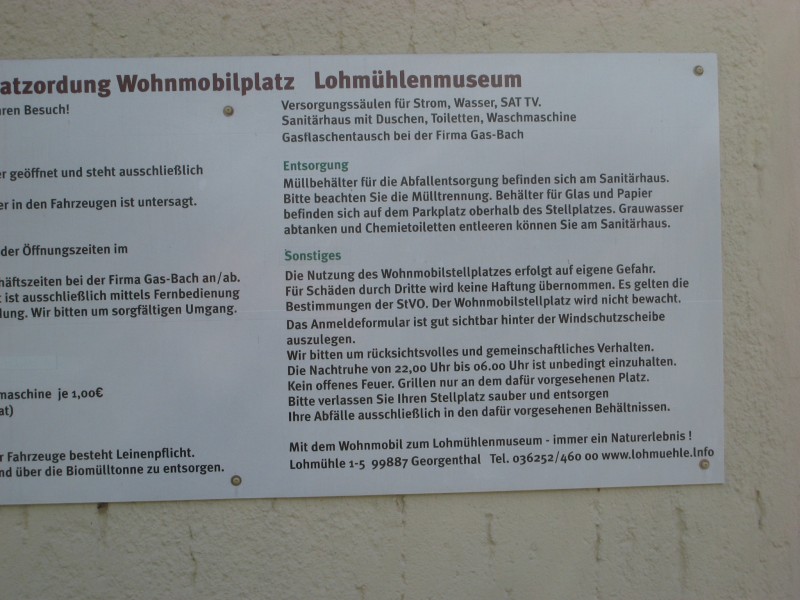 atzordung Wohnmobilplatz Lohmühlenmuseum
ren Besuch!
er geöffnet und steht ausschließlich
er in den Fahrzeugen ist untersagt.
der Öffnungszeiten im
häftszeiten bei der Firma Gas-Bach an/ab.
t ist ausschließlich mittels Fernbedienung
lung. Wir bitten um sorgfältigen Umgang.
maschine je 1,00€
at)
r Fahrzeuge besteht Leinenpflicht.
nd über die Biomülltonne zu entsorgen.
Versorgungssäulen für Strom, Wasser, SAT TV.
Sanitärhaus mit Duschen, Toiletten, Waschmaschine
Gasflaschentausch bei der Firma Gas-Bach
Entsorgung
Müllbehälter für die Abfallentsorgung befinden sich am Sanitärhaus.
Bitte beachten Sie die Mülltrennung. Behälter für Glas und Papier
befinden sich auf dem Parkplatz oberhalb des Stellplatzes. Grauwasser
abtanken und Chemietoiletten entleeren können Sie am Sanitärhaus.
Sonstiges
Die Nutzung des Wohnmobilstellplatzes erfolgt auf eigene Gefahr.
Für Schäden durch Dritte wird keine Haftung übernommen. Es gelten die
Bestimmungen der StVO. Der Wohnmobilstellplatz wird nicht bewacht.
Das Anmeldeformular ist gut sichtbar hinter der Windschutzscheibe
auszulegen.
Wir bitten um rücksichtsvolles und gemeinschaftliches Verhalten.
Die Nachtruhe von 22,00 Uhr bis 06.00 Uhr ist unbedingt einzuhalten.
Kein offenes Feuer. Grillen nur an dem dafür vorgesehenen Platz.
Bitte verlassen Sie Ihren Stellplatz sauber und entsorgen
Ihre Abfälle ausschließlich in den dafür vorgesehenen Behältnissen.
Mit dem Wohnmobil zum Lohmühlenmuseum - immer ein Naturerlebnis !
Lohmühle 1-5 99887 Georgenthal Tel. 036252/460 00 www.lohmuehle.Info